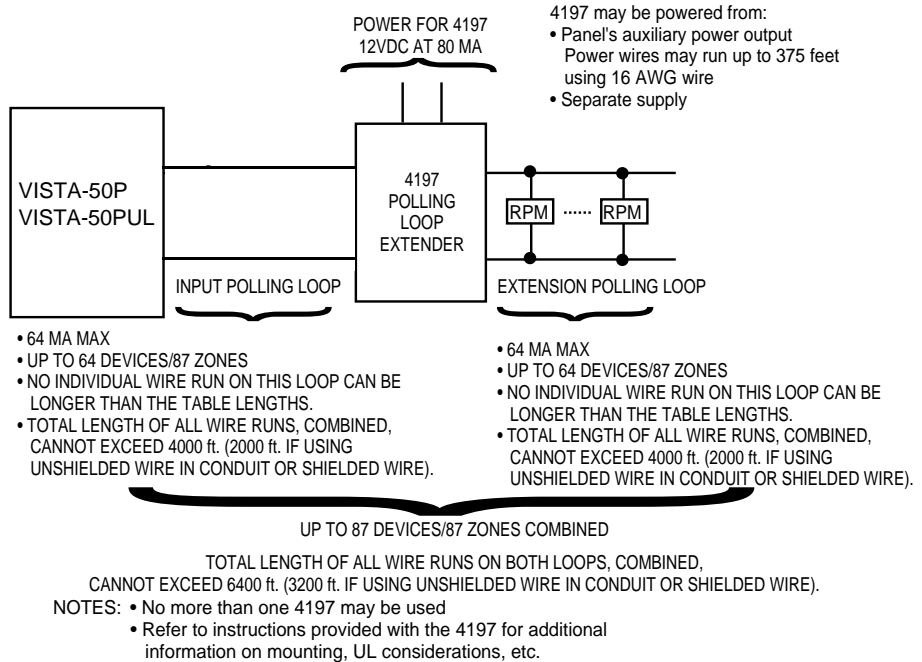 POWER FOR 4197
12VDC AT 80 MA
4197 may be powered from:
• Panel's auxiliary power output
Power wires may run up to 375 feet
using 16 AWG wire
• Separate supply
VISTA-50P
VISTA-50PUL
4197
POLLING
LOOP
EXTENDER
RPM ...... RPM
INPUT POLLING LOOP
EXTENSION POLLING LOOP
• 64 MA MAX
• UP TO 64 DEVICES/87 ZONES
• NO INDIVIDUAL WIRE RUN ON THIS LOOP CAN BE
LONGER THAN THE TABLE LENGTHS.
• TOTAL LENGTH OF ALL WIRE RUNS, COMBINED,
CANNOT EXCEED 4000 ft. (2000 ft. IF USING
UNSHIELDED WIRE IN CONDUIT OR SHIELDED WIRE).
• 64 MA MAX
• UP TO 64 DEVICES/87 ZONES
• NO INDIVIDUAL WIRE RUN ON THIS LOOP CAN BE
LONGER THAN THE TABLE LENGTHS.
• TOTAL LENGTH OF ALL WIRE RUNS, COMBINED,
CANNOT EXCEED 4000 ft. (2000 ft. IF USING
UNSHIELDED WIRE IN CONDUIT OR SHIELDED WIRE).
UP TO 87 DEVICES/87 ZONES COMBINED
TOTAL LENGTH OF ALL WIRE RUNS ON BOTH LOOPS, COMBINED,
CANNOT EXCEED 6400 ft. (3200 ft. IF USING UNSHIELDED WIRE IN CONDUIT OR SHIELDED WIRE).
NOTES: • No more than one 4197 may be used
• Refer to instructions provided with the 4197 for additional
information on mounting, UL considerations, etc.